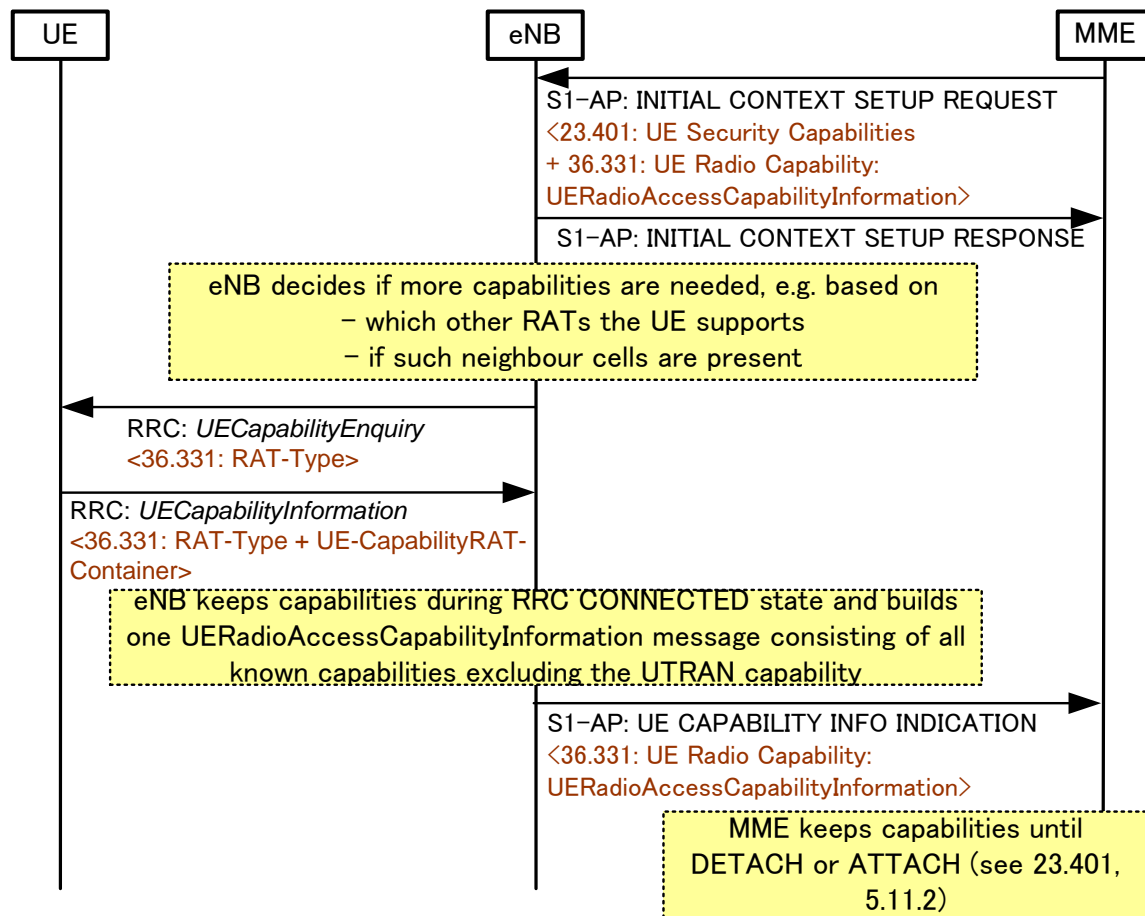 UE
eNB
MME
S1-AP: INITIAL CONTEXT SETUP REQUEST
<23.401: UE Security Capabilities
+ 36.331: UE Radio Capability:
UERadioAccessCapabilityInformation>
S1-AP: INITIAL CONTEXT SETUP RESPONSE
eNB decides if more capabilities are needed, e.g. based on
- which other RATs the UE supports
- if such neighbour cells are present
RRC: UECapabilityEnquiry
<36.331: RAT-Type>
RRC: UECapabilityInformation
<36.331: RAT-Type + UE-CapabilityRAT-
Container>
eNB keeps capabilities during RRC CONNECTED state and builds
one UERadioAccessCapabilityInformation message consisting of all
known capabilities excluding the UTRAN capability
S1-AP: UE CAPABILITY INFO INDICATION
<36.331: UE Radio Capability:
UERadioAccessCapabilityInformation>
MME keeps capabilities until
DETACH or ATTACH (see 23.401,
5.11.2)